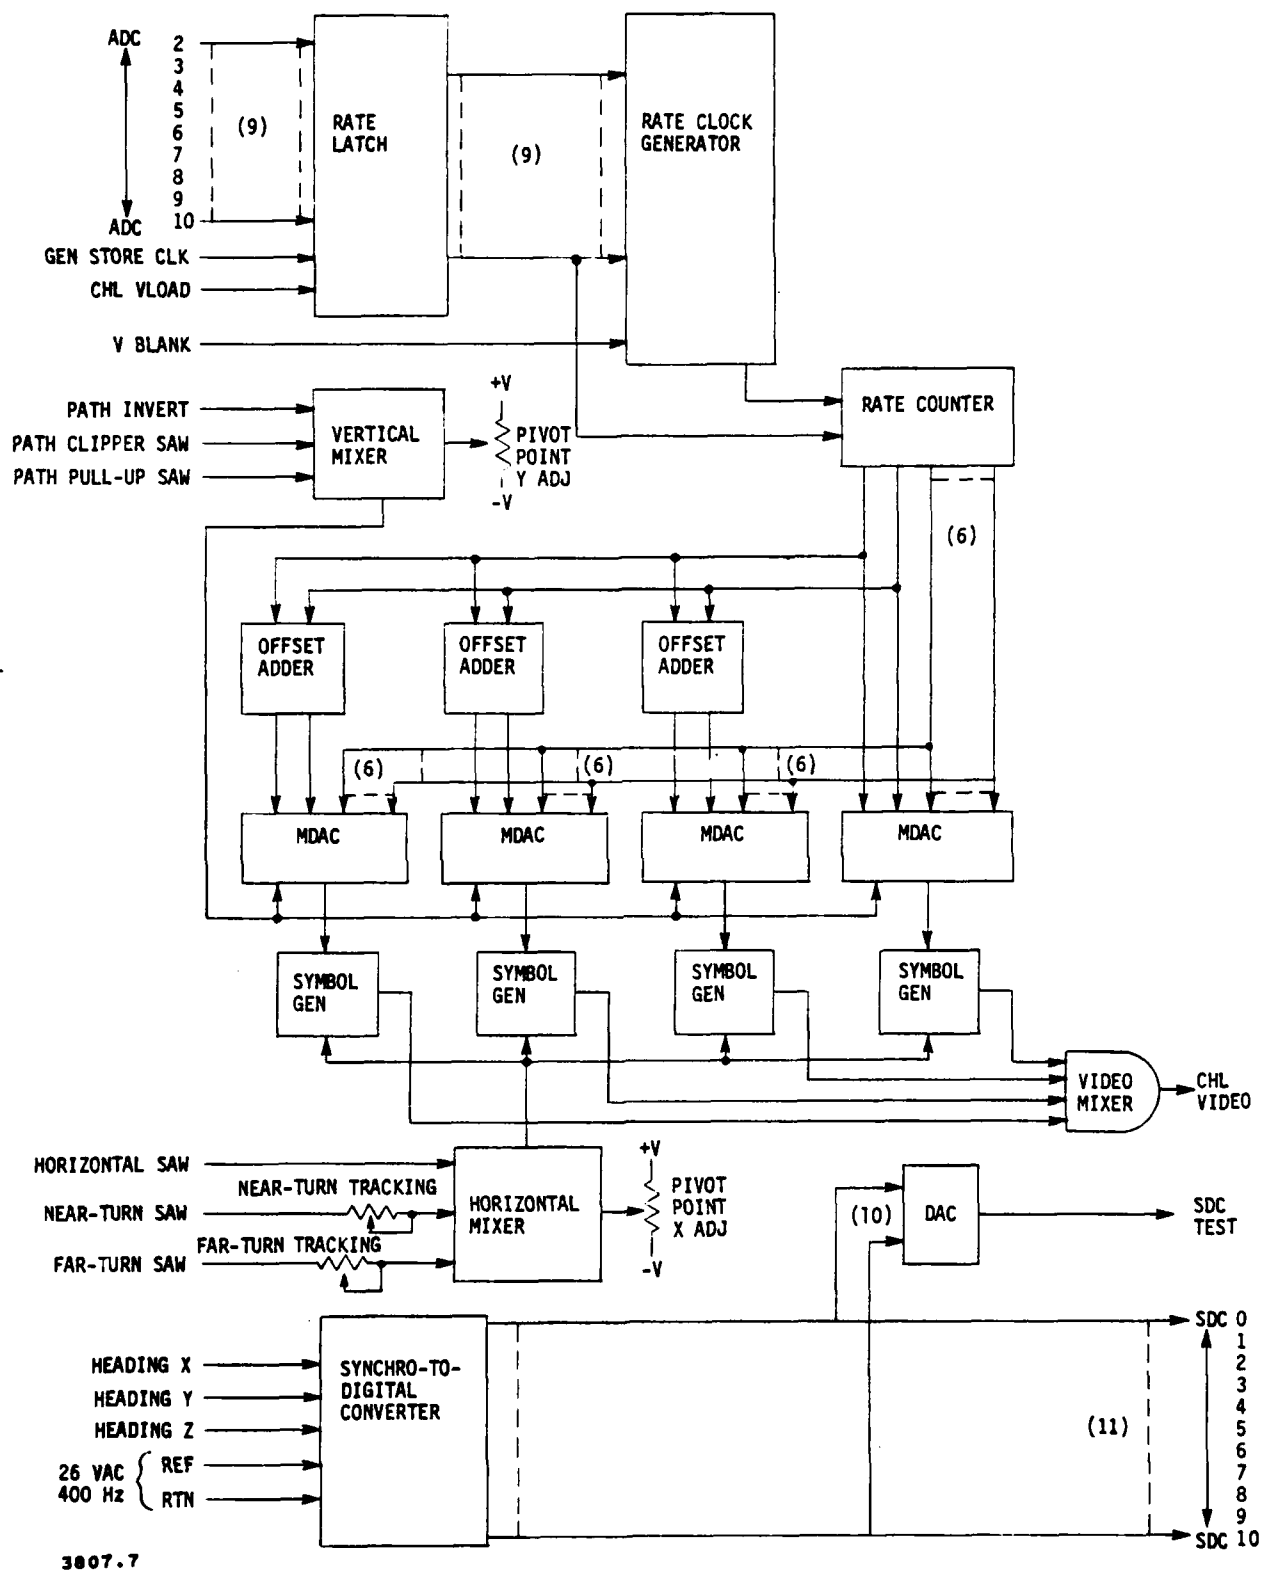 ADC
2
3
4
5
6
7
8
9
10
ADC
(9)
RATE
LATCH
(9)
RATE CLOCK
GENERATOR
GEN STORE CLK
CHL VLOAD
V BLANK
RATE COUNTER
PATH INVERT
PATH CLIPPER SAW
PATH PULL-UP SAW
VERTICAL
MIXER
+V
PIVOT
POINT
Y ADJ
-V
(6)
OFFSET
ADDER
OFFSET
ADDER
OFFSET
ADDER
(6)
(6)
(6)
MDAC
MDAC
MDAC
MDAC
SYMBOL
GEN
SYMBOL
GEN
SYMBOL
GEN
SYMBOL
GEN
VIDEO
MIXER
CHL
VIDEO
HORIZONTAL SAW
NEAR-TURN TRACKING
NEAR-TURN SAW
FAR-TURN TRACKING
FAR-TURN SAW
HORIZONTAL
MIXER
+V
PIVOT
POINT
X ADJ
-V
(10)
DAC
SDC
TEST
HEADING X
HEADING Y
HEADING Z
26 VAC
400 Hz
REF
RTN
SYNCHRO-TO-
DIGITAL
CONVERTER
(11)
SDC 0
1
2
3
4
5
6
7
8
9
SDC 10
3807.7